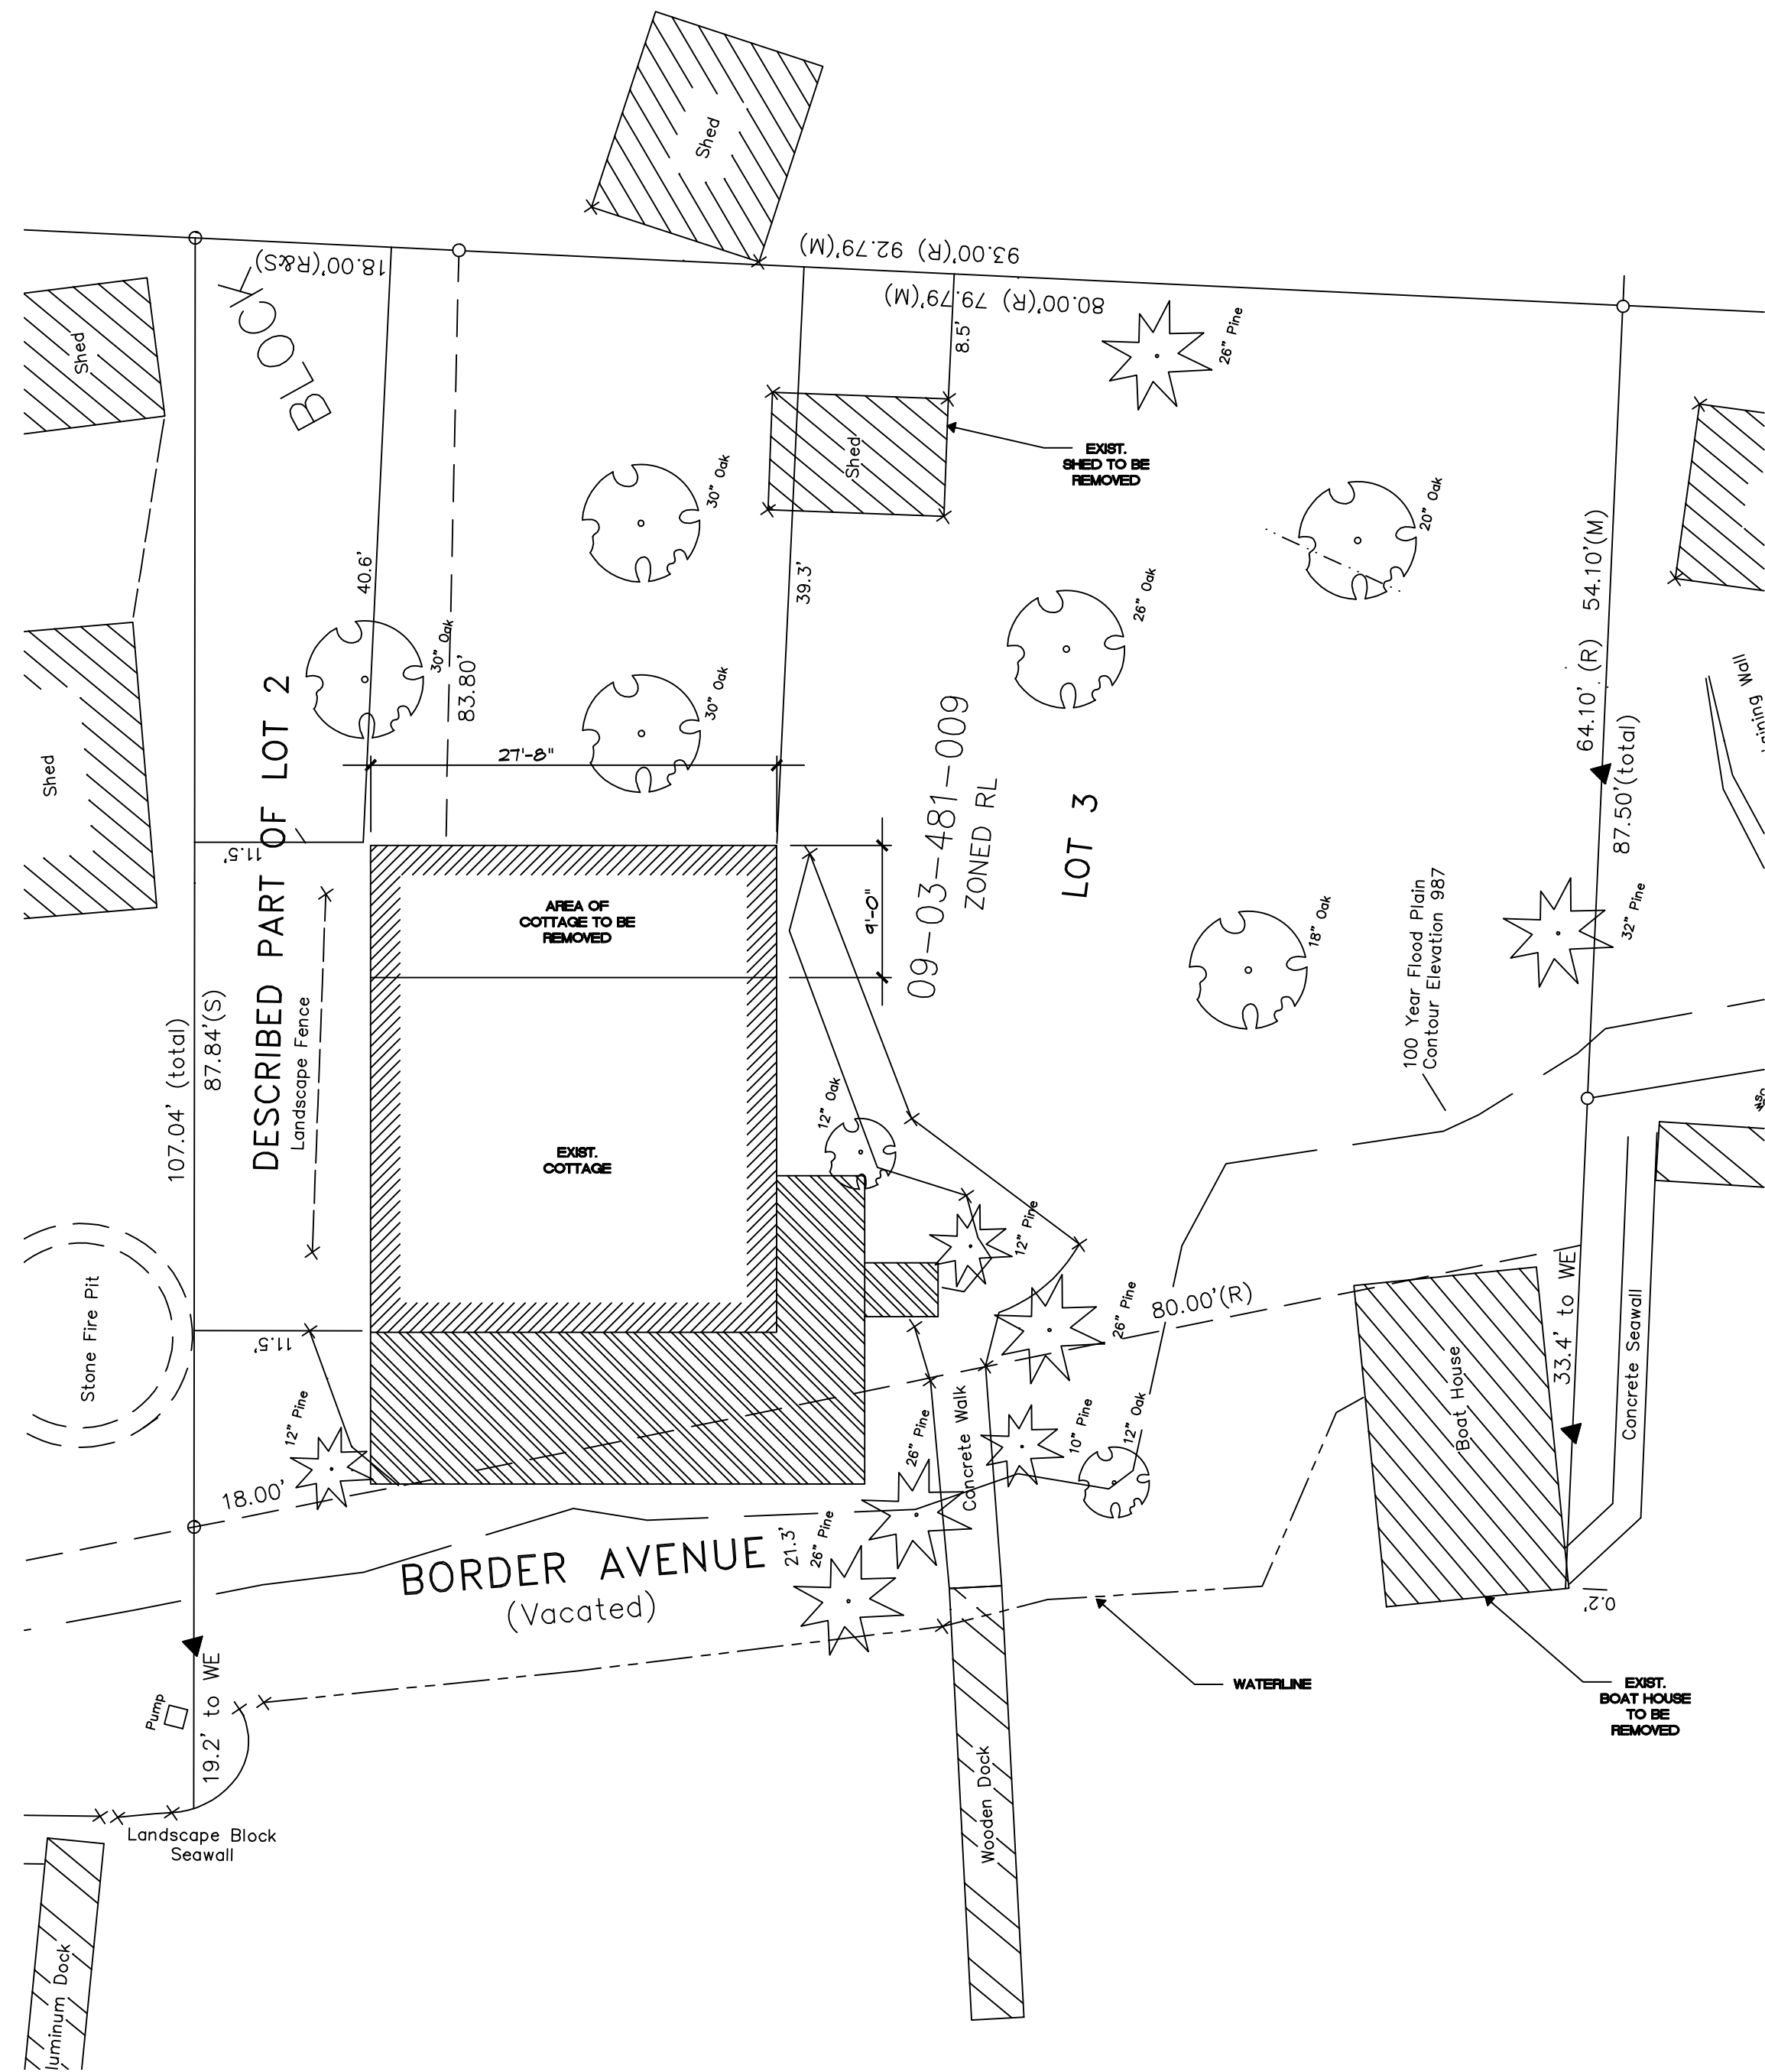 Shed
93.00'(R) 92.79'(M)
18.00'(R&S)
80.00'(R) 79.79'(M)
BLOCK
Shed
8.5'
26" Pine
Shed
EXIST.
SHED TO BE
REMOVED
30" Oak
20" Oak
40.6'
39.3'
26" Oak
64.10' (R) 54.10'(M)
30" Oak
83.80'
30" Oak
Shed
27'-8"
09-03-481-009
ZONED RL
LOT 3
87.50'(total)
11.5'
DESCRIBED PART OF LOT 2
Landscape Fence
AREA OF
COTTAGE TO BE
REMOVED
9'-0"
18" Oak
32" Pine
100 Year Flood Plain
Contour Elevation 987
107.04' (total)
87.84'(S)
12" Oak
EXIST.
COTTAGE
12" Pine
Stone Fire Pit
11.5'
26" Pine
80.00'(R)
33.4' to WE
Concrete Seawall
Boat House
12" Pine
26" Pine
Concrete Walk
10" Pine
12" Oak
18.00'
BORDER AVENUE
(Vacated)
21.3'
26" Pine
0.2'
WATERLINE
EXIST.
BOAT HOUSE
TO BE
REMOVED
Pump
19.2' to WE
Wooden Dock
Landscape Block
Seawall
luminum Dock